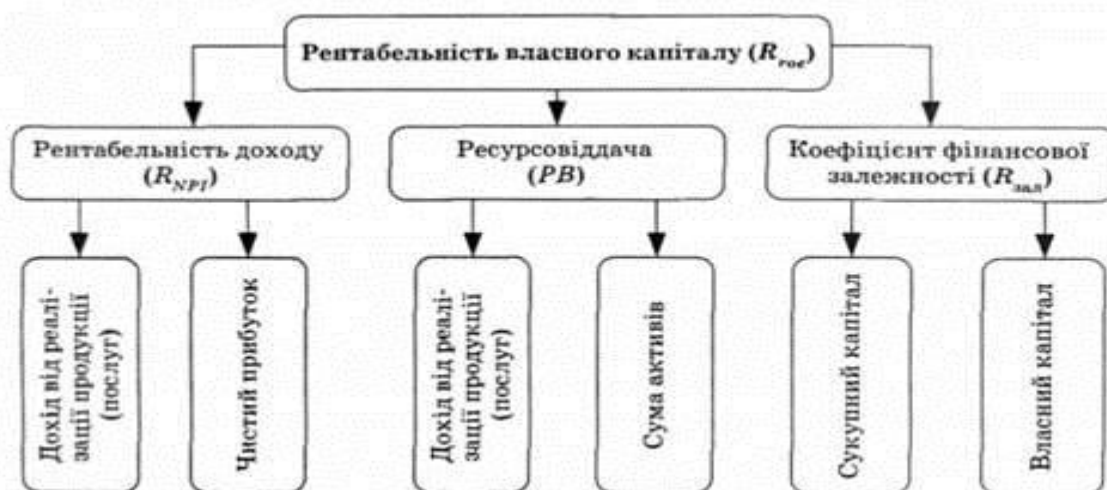 Рентабельність власного капіталу (R_roe)
Рентабельність доходу
(R_NPI)
Ресурсовіддача
(РВ)
Коефіцієнт фінансової
залежності (R_зал)
Дохід від реалі-
зації продукції
(послуг)
Чистий прибуток
Дохід від реалі-
зації продукції
(послуг)
Сума активів
Сукупний капітал
Власний капітал